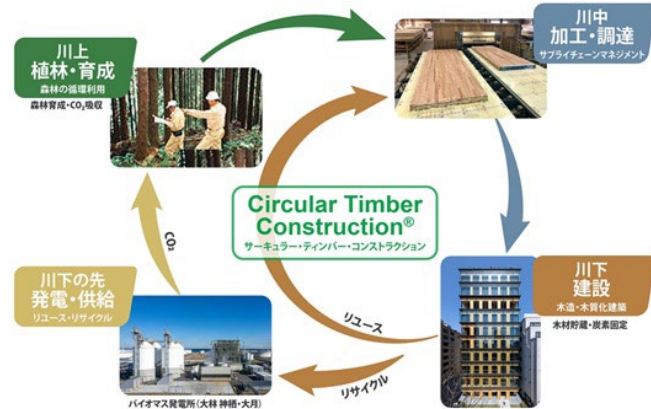 川上
植林・育成
森林の循環利用
森林育成・CO₂吸収
川中
加工・調達
サプライチェーンマネジメント
Circular Timber
Construction®
サーキュラー・ティンバー・コンストラクション
CO₂
川下の先
発電・供給
リユース・リサイクル
バイオマス発電所（大林 神栖・大月）
リユース
リサイクル
川下
建設
木造・木質化建築
木材貯蔵・炭素固定